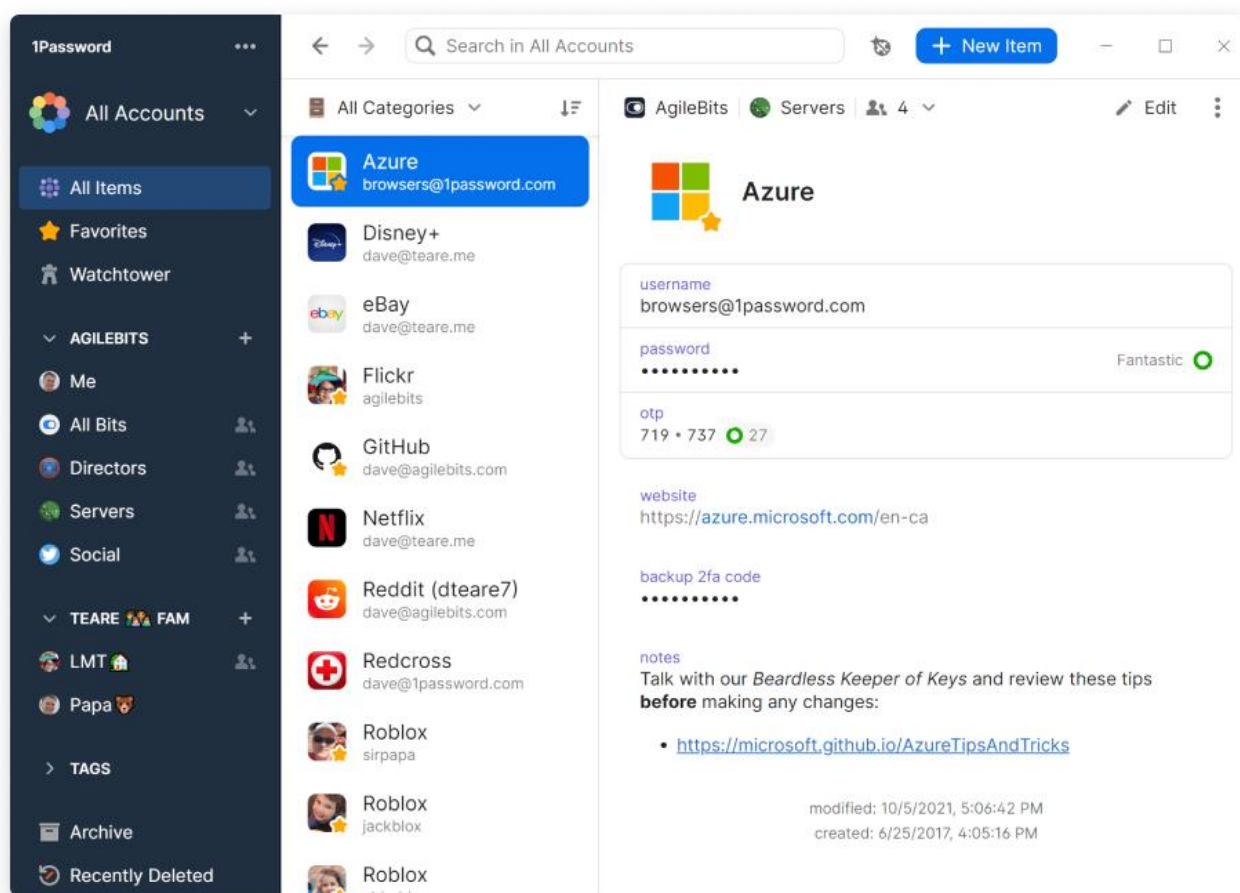 1Password
All Accounts
All Items
Favorites
Watchtower
AGILEBITS
Me
All Bits
Directors
Servers
Social
TEARE 👫 FAM
LMT🏠
Papa🐻
TAGS
Archive
Recently Deleted
Search in All Accounts
+ New Item
All Categories
Azure
browsers@1password.com
Disney+
Disney+
dave@teare.me
ebay
eBay
dave@teare.me
Flickr
agilebits
GitHub
dave@agilebits.com
N
Netflix
dave@teare.me
Reddit (dteare7)
dave@agilebits.com
Redcross
dave@1password.com
Roblox
sirpapa
Roblox
jackblox
Roblox
AgileBits
Servers
4
Edit
Azure
username
browsers@1password.com
password
•••••••••• Fantastic
otp
719 • 737 27
website
https://azure.microsoft.com/en-ca
backup 2fa code
••••••••••
notes
Talk with our Beardless Keeper of Keys and review these tips
before making any changes:
• https://microsoft.github.io/AzureTipsAndTricks
modified: 10/5/2021, 5:06:42 PM
created: 6/25/2017, 4:05:16 PM